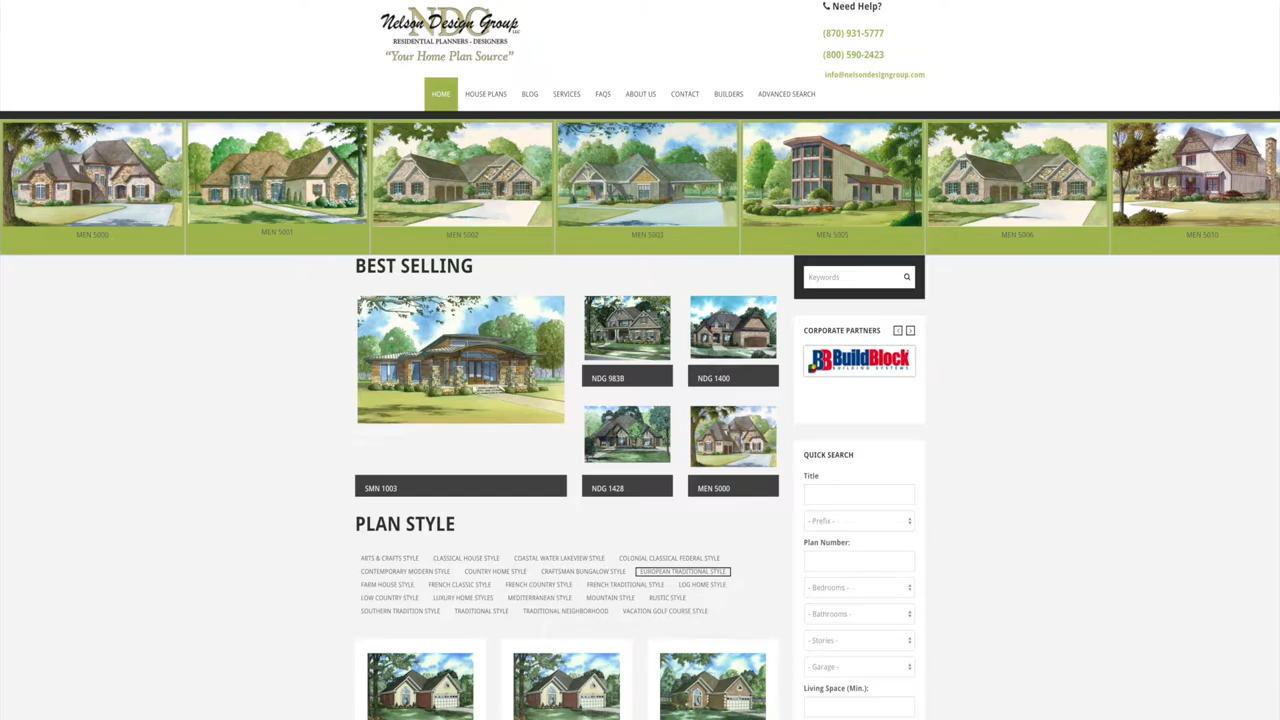 NDG
Nelson Design Group LLC
RESIDENTIAL PLANNERS - DESIGNERS
“Your Home Plan Source”
Need Help?
(870) 931-5777
(800) 590-2423
info@nelsondesigngroup.com
HOME HOUSE PLANS BLOG SERVICES FAQS ABOUT US CONTACT BUILDERS ADVANCED SEARCH
MEN 5000 MEN 5001 MEN 5002 MEN 5003 MEN 5005 MEN 5006 MEN 5010
BEST SELLING
SMN 1003
NDG 983B
NDG 1400
NDG 1428
MEN 5000
PLAN STYLE
ARTS & CRAFTS STYLE CLASSICAL HOUSE STYLE COASTAL WATER LAKEVIEW STYLE COLONIAL CLASSICAL FEDERAL STYLE
CONTEMPORARY MODERN STYLE COUNTRY HOME STYLE CRAFTSMAN BUNGALOW STYLE EUROPEAN TRADITIONAL STYLE
FARM HOUSE STYLE FRENCH CLASSIC STYLE FRENCH COUNTRY STYLE FRENCH TRADITIONAL STYLE LOG HOME STYLE
LOW COUNTRY STYLE LUXURY HOME STYLES MEDITERRANEAN STYLE MOUNTAIN STYLE RUSTIC STYLE
SOUTHERN TRADITION STYLE TRADITIONAL STYLE TRADITIONAL NEIGHBORHOOD VACATION GOLF COURSE STYLE
Keywords
CORPORATE PARTNERS
BB BuildBlock
BUILDING SYSTEMS
QUICK SEARCH
Title
- Prefix -
Plan Number:
- Bedrooms -
- Bathrooms -
- Stories -
- Garage -
Living Space (Min.):